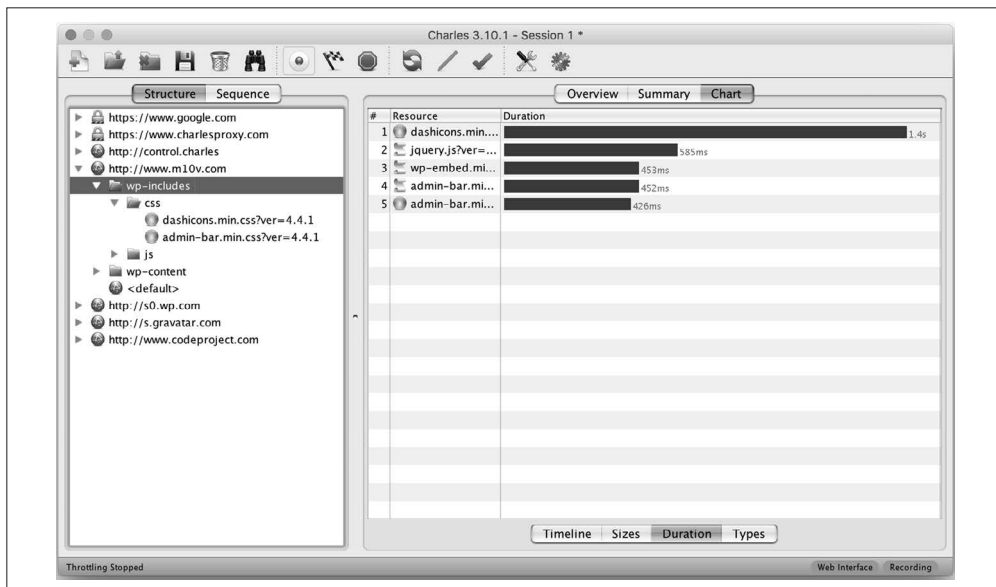 Charles 3.10.1 - Session 1 *
Structure Sequence
Overview Summary Chart
https://www.google.com
https://www.charlesproxy.com
http://control.charles
http://www.m10v.com
wp-includes
css
dashicons.min.css?ver=4.4.1
admin-bar.min.css?ver=4.4.1
js
wp-content
<default>
http://s0.wp.com
http://s.gravatar.com
http://www.codeproject.com
# Resource Duration
1 dashicons.min.... 1.4s
2 jquery.js?ver=... 585ms
3 wp-embed.mi... 453ms
4 admin-bar.mi... 452ms
5 admin-bar.mi... 426ms
Timeline Sizes Duration Types
Throttling Stopped
Web Interface Recording